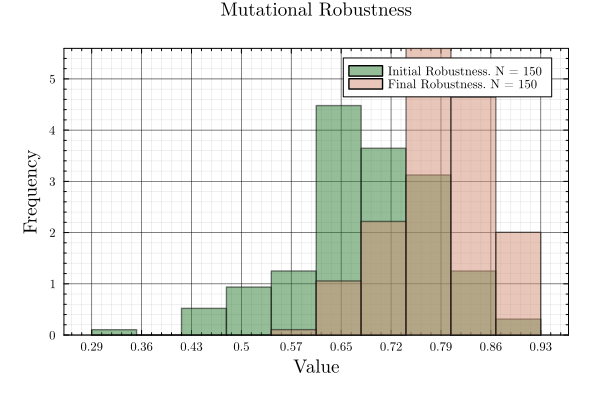 Mutational Robustness
Initial Robustness. N = 150
Final Robustness. N = 150
Frequency
5
4
3
2
1
0
0.29 0.36 0.43 0.5 0.57 0.65 0.72 0.79 0.86 0.93
Value